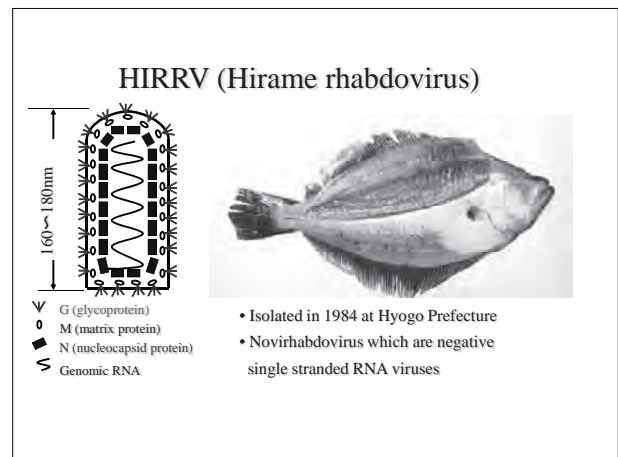 HIRRV (Hirame rhabdovirus)
160~180nm
G (glycoprotein)
M (matrix protein)
N (nucleocapsid protein)
Genomic RNA
• Isolated in 1984 at Hyogo Prefecture
• Novirhabdovirus which are negative
single stranded RNA viruses